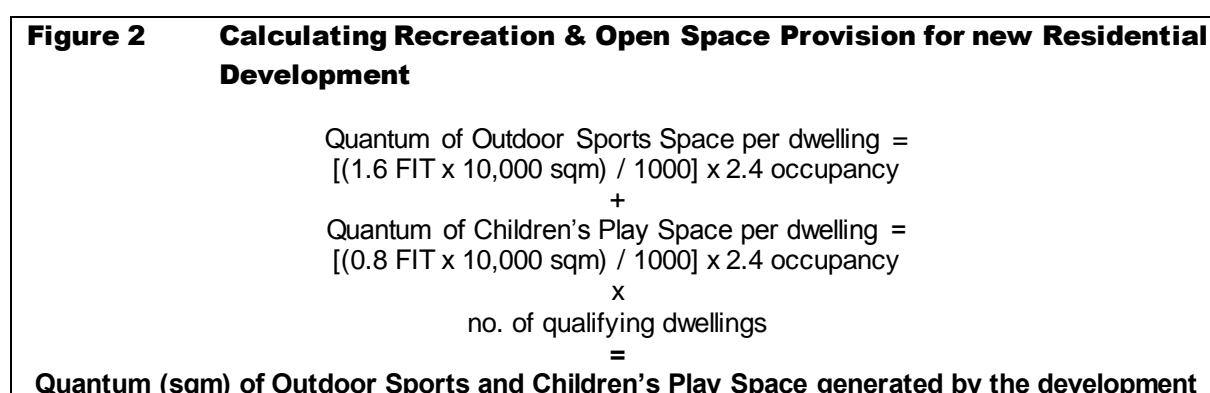 Figure 2 Calculating Recreation & Open Space Provision for new Residential
Development
Quantum of Outdoor Sports Space per dwelling =
[(1.6 FIT x 10,000 sqm) / 1000] x 2.4 occupancy
+
Quantum of Children’s Play Space per dwelling =
[(0.8 FIT x 10,000 sqm) / 1000] x 2.4 occupancy
x
no. of qualifying dwellings
=
Quantum (sqm) of Outdoor Sports and Children’s Play Space generated by the development